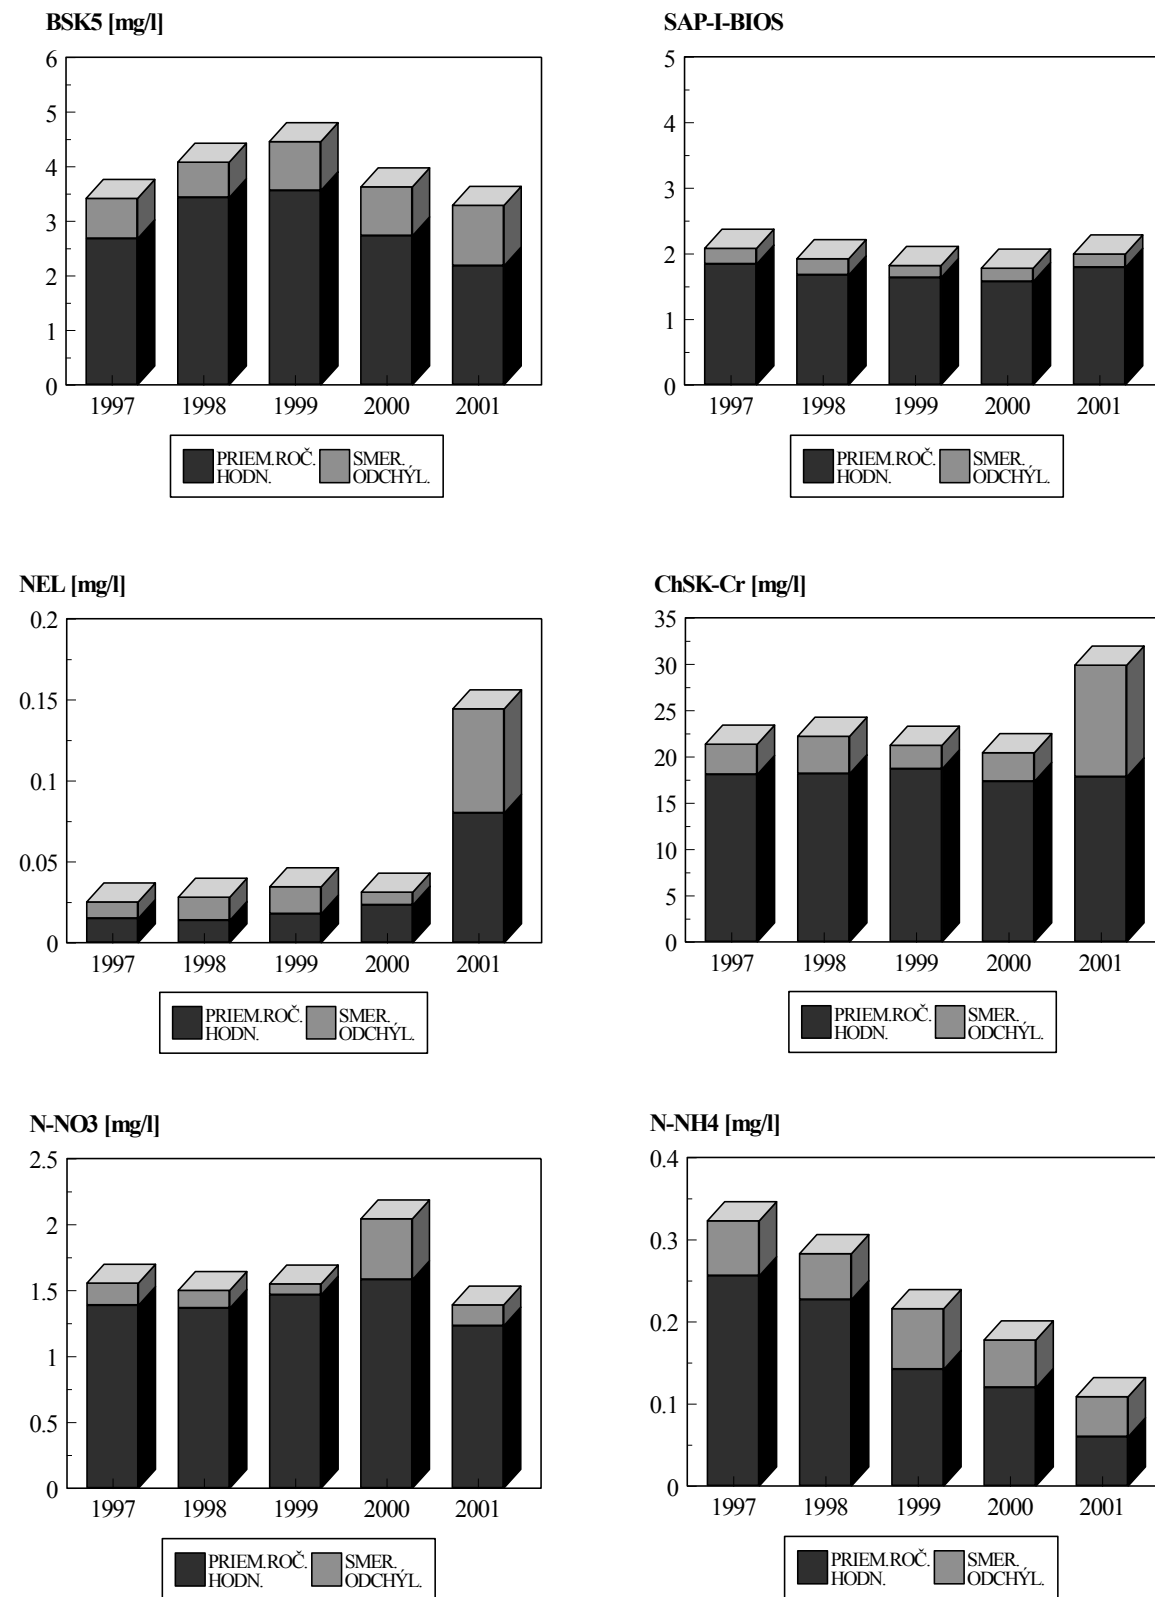 BSK5 [mg/l]
6
5
4
3
2
1
0
1997 1998 1999 2000 2001
PRIEM.ROČ. SMER.
HODN. ODCHÝL.
SAP-I-BIOS
5
4
3
2
1
0
1997 1998 1999 2000 2001
PRIEM.ROČ. SMER.
HODN. ODCHÝL.
NEL [mg/l]
0.2
0.15
0.1
0.05
0
1997 1998 1999 2000 2001
PRIEM.ROČ. SMER.
HODN. ODCHÝL.
ChSK-Cr [mg/l]
35
30
25
20
15
10
5
0
1997 1998 1999 2000 2001
PRIEM.ROČ. SMER.
HODN. ODCHÝL.
N-NO3 [mg/l]
2.5
2
1.5
1
0.5
0
1997 1998 1999 2000 2001
PRIEM.ROČ. SMER.
HODN. ODCHÝL.
N-NH4 [mg/l]
0.4
0.3
0.2
0.1
0
1997 1998 1999 2000 2001
PRIEM.ROČ. SMER.
HODN. ODCHÝL.